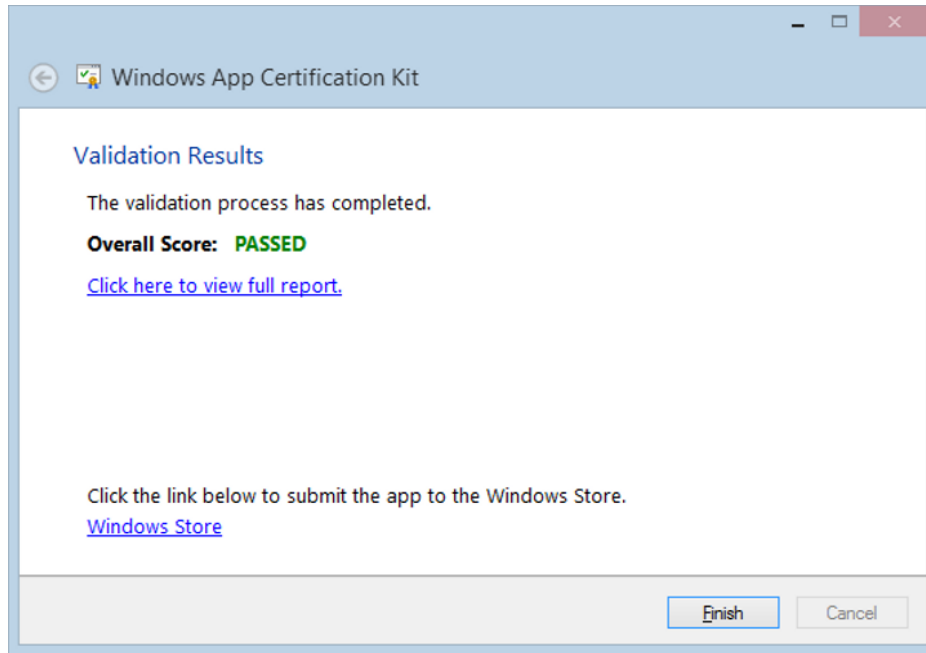 Windows App Certification Kit
Validation Results
The validation process has completed.
Overall Score: PASSED
Click here to view full report.
Click the link below to submit the app to the Windows Store.
Windows Store
Finish Cancel